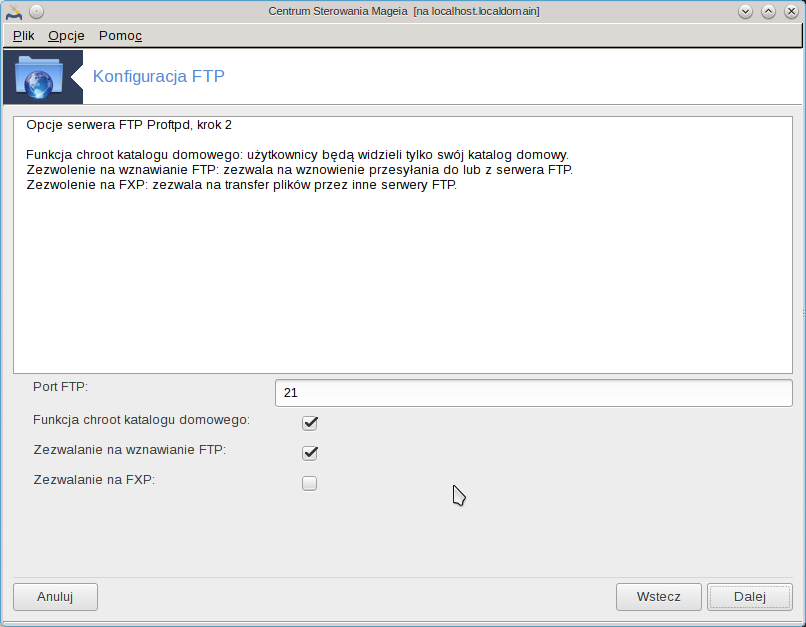 Centrum Sterowania Mageia [na localhost.localdomain]
Plik Opcje Pomoc
Konfiguracja FTP
Opcje serwera FTP Proftpd, krok 2
Funkcja chroot katalogu domowego: użytkownicy będą widzieli tylko swój katalog domowy.
Zezwolenie na wznawianie FTP: zezwala na wznowienie przesyłania do lub z serwera FTP.
Zezwolenie na FXP: zezwala na transfer plików przez inne serwery FTP.
Port FTP: 21
Funkcja chroot katalogu domowego:
Zezwalanie na wznawianie FTP:
Zezwalanie na FXP:
Anuluj Wstecz Dalej